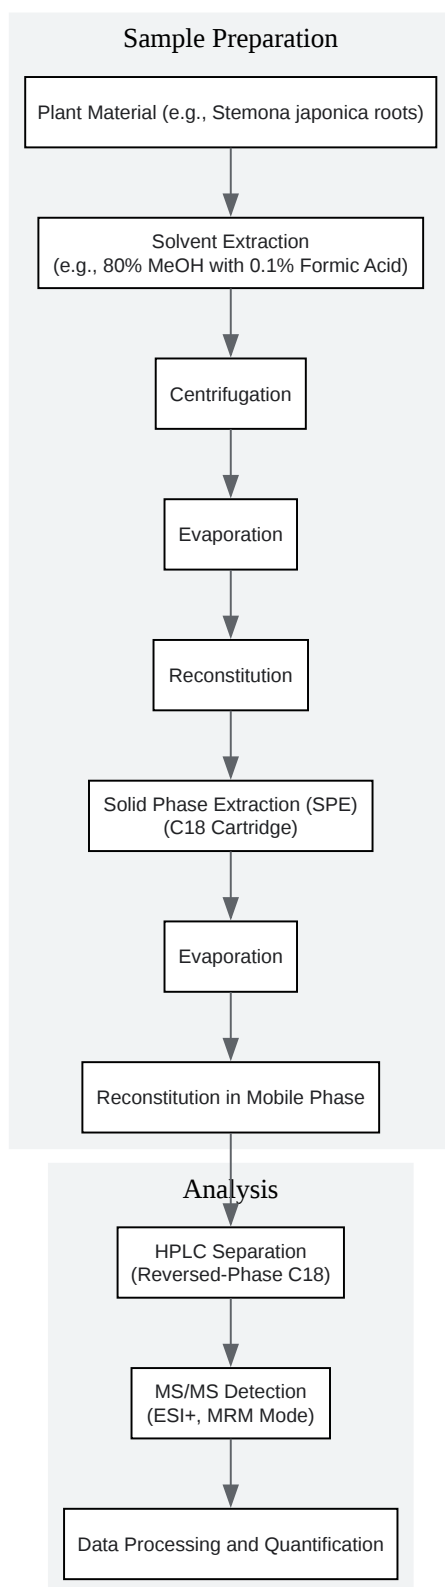 Sample Preparation
Plant Material (e.g., Stemona japonica roots)
Solvent Extraction
(e.g., 80% MeOH with 0.1% Formic Acid)
Centrifugation
Evaporation
Reconstitution
Solid Phase Extraction (SPE)
(C18 Cartridge)
Evaporation
Reconstitution in Mobile Phase
Analysis
HPLC Separation
(Reversed-Phase C18)
MS/MS Detection
(ESI+, MRM Mode)
Data Processing and Quantification